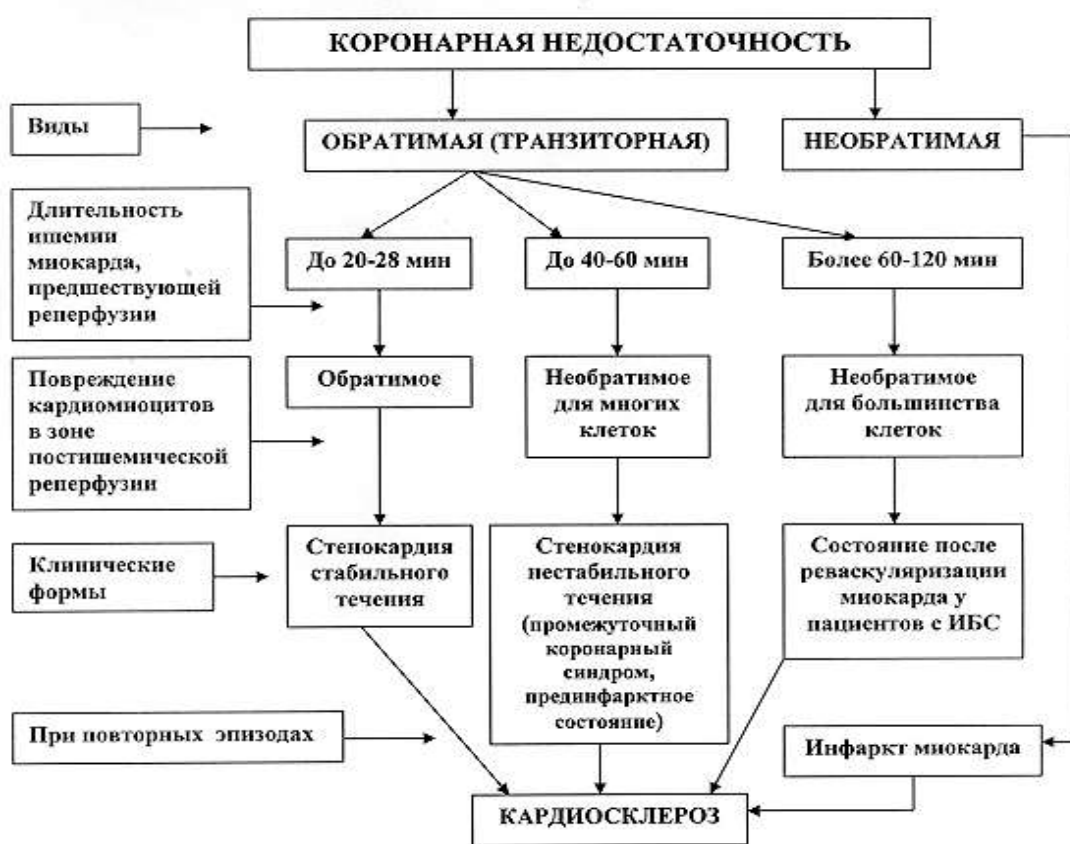 КОРОНАРНАЯ НЕДОСТАТОЧНОСТЬ
Виды
ОБРАТИМАЯ (ТРАНЗИТОРНАЯ)
НЕОБРАТИМАЯ
Длительность
ишемии
миокарда,
предшествующей
реперфузии
До 20-28 мин
До 40-60 мин
Более 60-120 мин
Повреждение
кардиомиоцитов
в зоне
постишемической
реперфузии
Обратимое
Необратимое
для многих
клеток
Необратимое
для большинства
клеток
Клинические
формы
Стенокардия
стабильного
течения
Стенокардия
нестабильного
течения
(промежуточный
коронарный
синдром,
прединфарктное
состояние)
Состояние после
реваскуляризации
миокарда у
пациентов с ИБС
При повторных эпизодах
Инфаркт миокарда
КАРДИОСКЛЕРОЗ